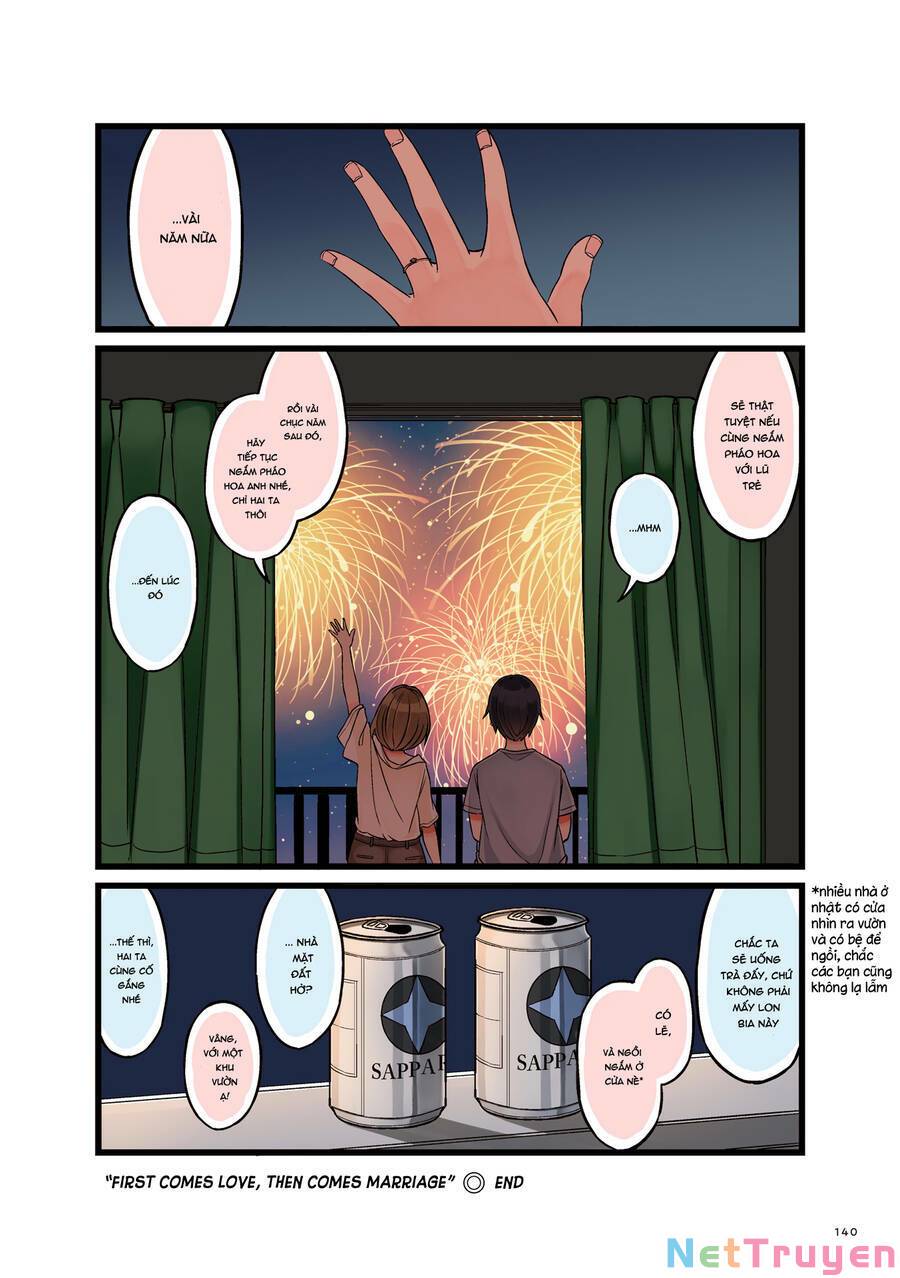 ...VÀI
NĂM NỮA
SẼ THẬT
TUYỆT NẾU
CÙNG NGẮM
PHÁO HOA
VỚI LŨ
TRẺ
...MHM
RỒI VÀI
CHỤC NĂM
SAU ĐÓ,
HÃY
TIẾP TỤC
NGẮM PHÁO
HOA ANH NHÉ,
CHỈ HAI TA
THÔI
...ĐẾN LÚC
ĐÓ
CHẮC TA
SẼ UỐNG
TRÀ ĐẤY, CHỨ
KHÔNG PHẢI
MẤY LON
BIA NÀY
CÓ
LẼ,
VÀ NGỒI
NGẮM Ở
CỬA NÈ*
*nhiều nhà ở
nhật có cửa
nhìn ra vườn
và có bệ để
ngồi, chắc
các bạn cũng
không lạ lẫm
... NHÀ
MẶT
ĐẤT
HỞ?
VÂNG,
VỚI MỘT
KHU
VƯỜN
Ạ!
...THẾ THÌ,
HAI TA
CÙNG CỐ
GẮNG
NHÉ
SAPPAR
SAPPAR
"FIRST COMES LOVE, THEN COMES MARRIAGE" ◎ END
140
NetTruyen